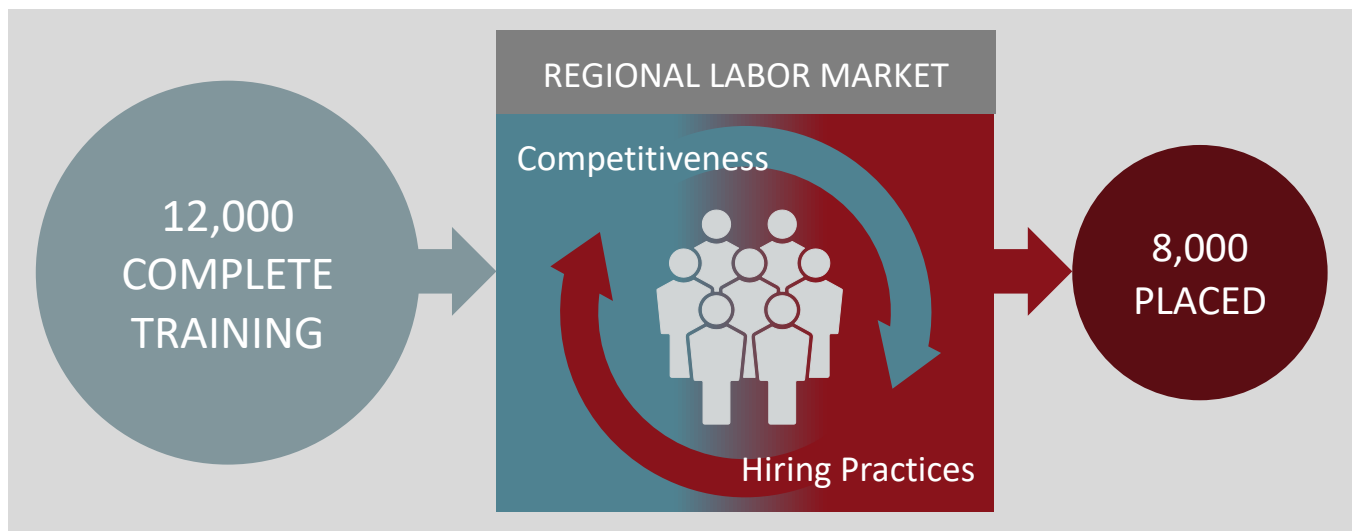 12,000
COMPLETE
TRAINING
REGIONAL LABOR MARKET
Competitiveness
Hiring Practices
8,000
PLACED